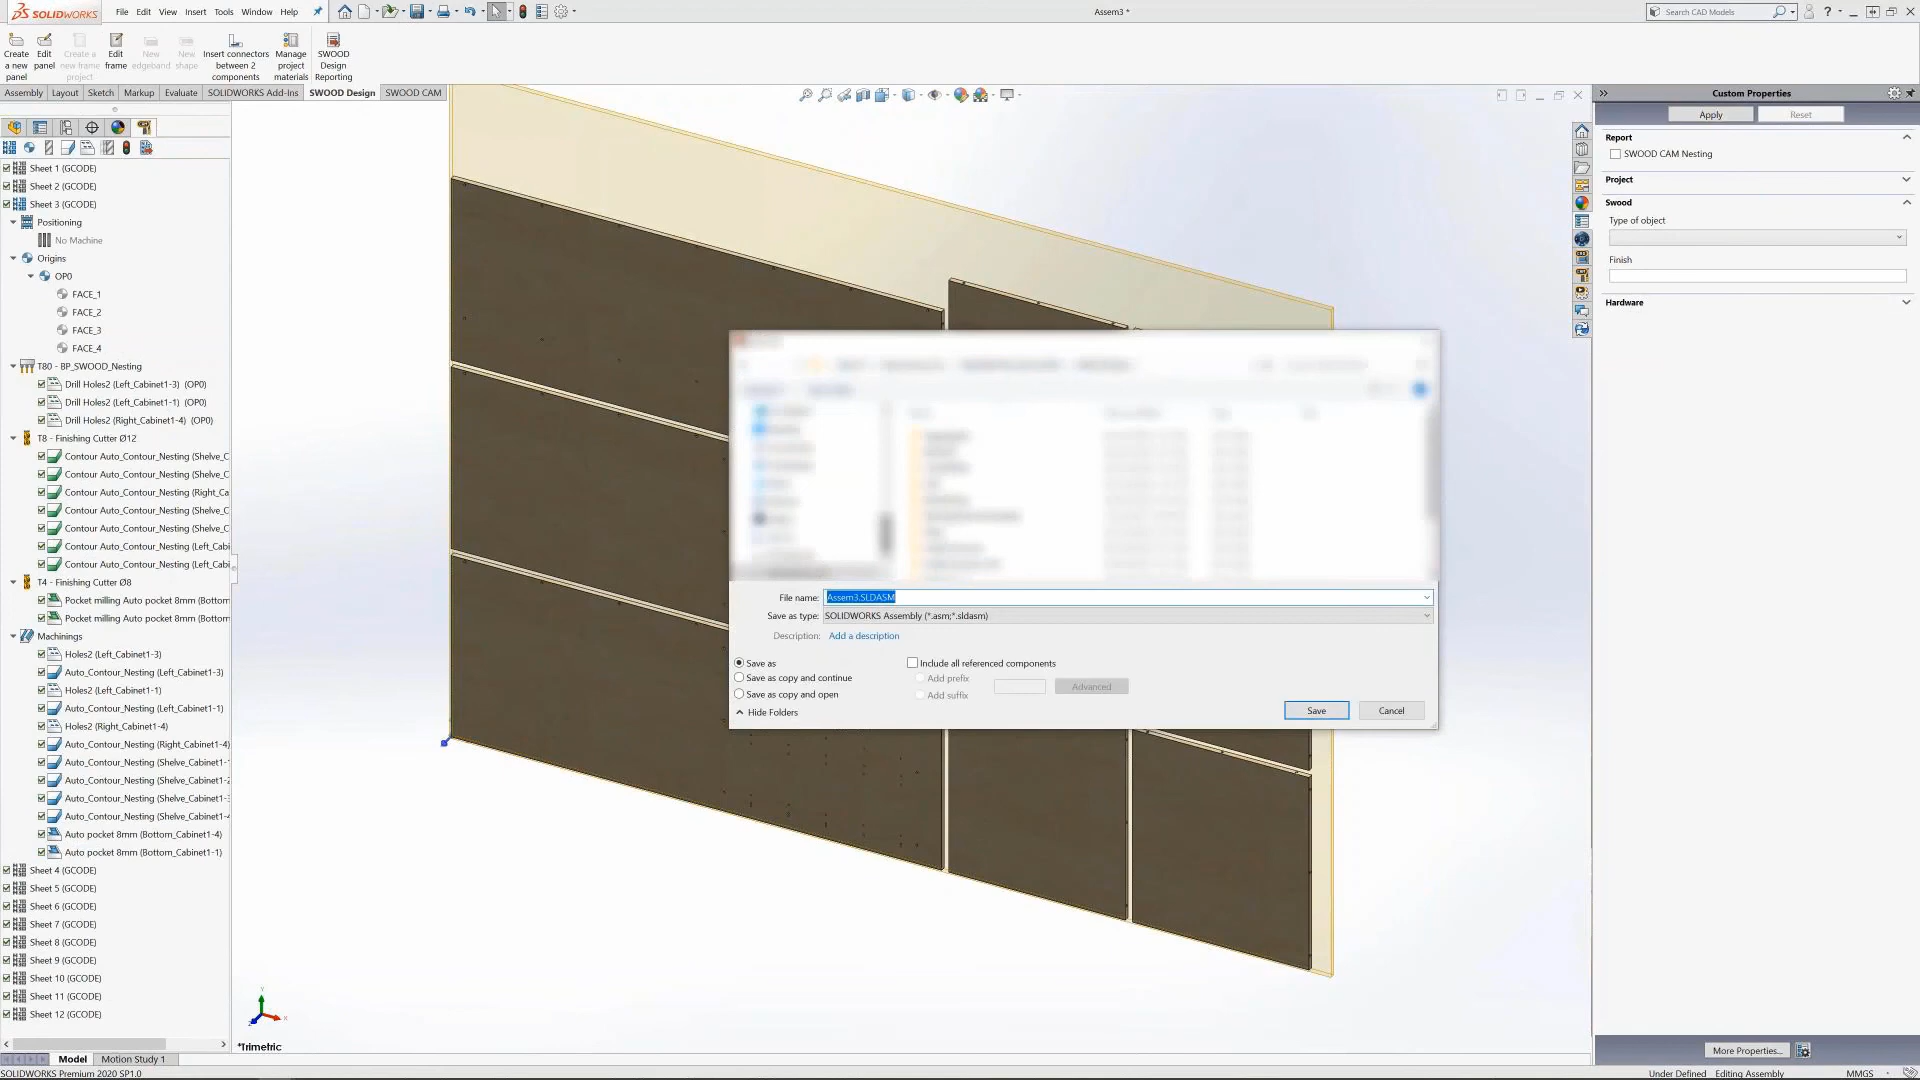 SOLIDWORKS File Edit View Insert Tools Window Help Assem3 * Search CAD Models
Create a new panel
Edit panel
Create a new frame project
Edit frame
New edgeband
New shape
Insert connectors between 2 components
Manage project materials
SWOOD Design Reporting
Assembly Layout Sketch Markup Evaluate SOLIDWORKS Add-Ins SWOOD Design SWOOD CAM
Sheet 1 (GCODE)
Sheet 2 (GCODE)
Sheet 3 (GCODE)
Positioning
No Machine
Origins
OP0
FACE_1
FACE_2
FACE_3
FACE_4
T80 - BP_SWOOD_Nesting
Drill Holes2 (Left_Cabinet1-3) (OP0)
Drill Holes2 (Left_Cabinet1-1) (OP0)
Drill Holes2 (Right_Cabinet1-4) (OP0)
T8 - Finishing Cutter Ø12
Contour Auto_Contour_Nesting (Shelve_C
Contour Auto_Contour_Nesting (Shelve_C
Contour Auto_Contour_Nesting (Right_Ca
Contour Auto_Contour_Nesting (Shelve_C
Contour Auto_Contour_Nesting (Shelve_C
Contour Auto_Contour_Nesting (Left_Cabi
Contour Auto_Contour_Nesting (Left_Cabi
T4 - Finishing Cutter Ø8
Pocket milling Auto pocket 8mm (Bottom
Pocket milling Auto pocket 8mm (Bottom
Machinings
Holes2 (Left_Cabinet1-3)
Auto_Contour_Nesting (Left_Cabinet1-3)
Holes2 (Left_Cabinet1-1)
Auto_Contour_Nesting (Left_Cabinet1-1)
Holes2 (Right_Cabinet1-4)
Auto_Contour_Nesting (Right_Cabinet1-4)
Auto_Contour_Nesting (Shelve_Cabinet1-1
Auto_Contour_Nesting (Shelve_Cabinet1-2
Auto_Contour_Nesting (Shelve_Cabinet1-3
Auto_Contour_Nesting (Shelve_Cabinet1-4
Auto pocket 8mm (Bottom_Cabinet1-4)
Auto pocket 8mm (Bottom_Cabinet1-1)
Sheet 4 (GCODE)
Sheet 5 (GCODE)
Sheet 6 (GCODE)
Sheet 7 (GCODE)
Sheet 8 (GCODE)
Sheet 9 (GCODE)
Sheet 10 (GCODE)
Sheet 11 (GCODE)
Sheet 12 (GCODE)
*Trimetric
Model Motion Study 1
SOLIDWORKS Premium 2020 SP1.0
File name: Assem3.SLDASM
Save as type: SOLIDWORKS Assembly (*.asm;*.sldasm)
Description: Add a description
Save as
Save as copy and continue
Save as copy and open
Include all referenced components
Add prefix
Add suffix
Advanced
Hide Folders
Save Cancel
Custom Properties
Apply Reset
Report
SWOOD CAM Nesting
Project
Swood
Type of object
Finish
Hardware
More Properties...
Under Defined Editing Assembly MMGS